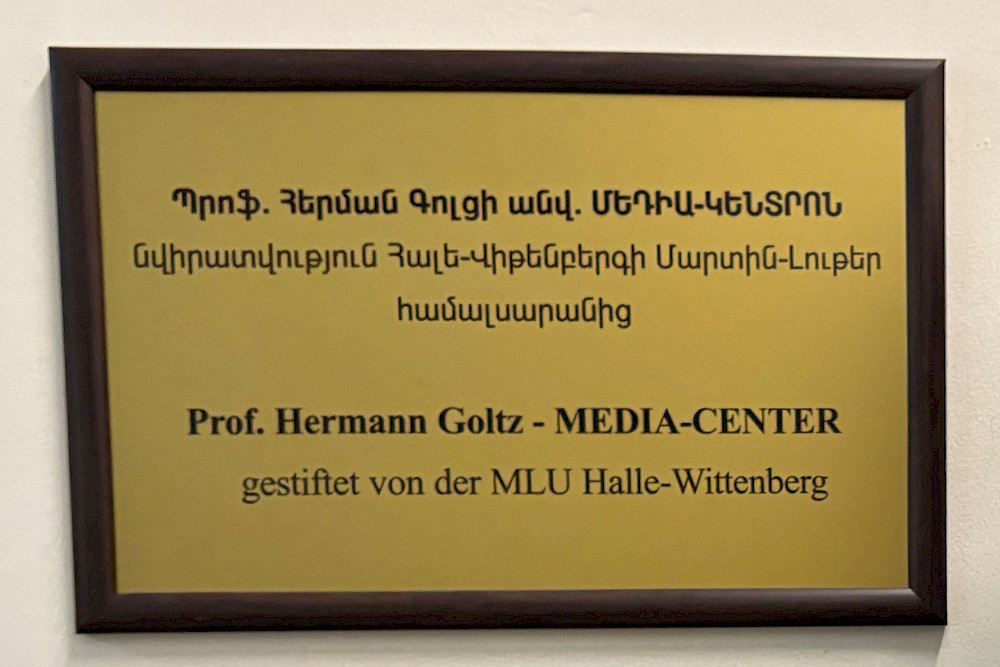 Պրոֆ. Հերման Գոլցի անվ. ՄԵԴԻԱ-ԿԵՆՏՐՈՆ
նվիրատվություն Հալե-Վիթենբերգի Մարտին-Լութեր
համալսարանից
Prof. Hermann Goltz - MEDIA-CENTER
gestiftet von der MLU Halle-Wittenberg